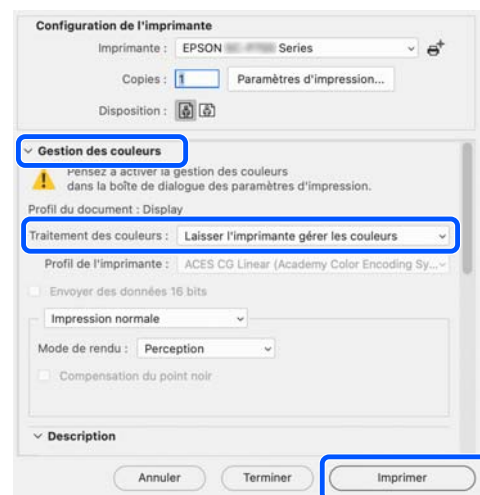 Configuration de l'imprimante
Imprimante : EPSON Series
Copies : 1 Paramètres d'impression...
Disposition :
Gestion des couleurs
Pensez à activer la gestion des couleurs
dans la boîte de dialogue des paramètres d'impression.
Profil du document : Display
Traitement des couleurs : Laisser l'imprimante gérer les couleurs
Profil de l'imprimante : ACES CG Linear (Academy Color Encoding Sy...
Envoyer des données 16 bits
Impression normale
Mode de rendu : Perception
Compensation du point noir
Description
Annuler Terminer Imprimer